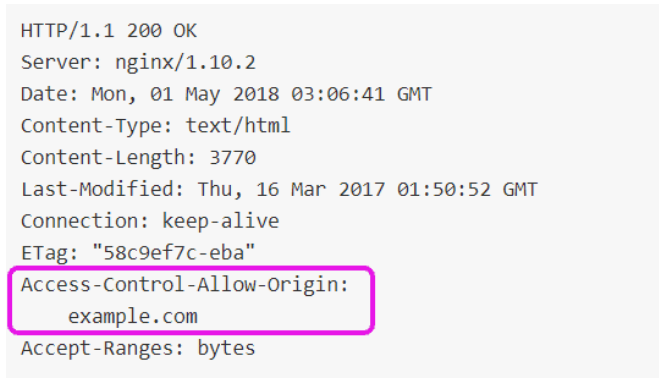 HTTP/1.1 200 OK
Server: nginx/1.10.2
Date: Mon, 01 May 2018 03:06:41 GMT
Content-Type: text/html
Content-Length: 3770
Last-Modified: Thu, 16 Mar 2017 01:50:52 GMT
Connection: keep-alive
ETag: "58c9ef7c-eba"
Access-Control-Allow-Origin:
    example.com
Accept-Ranges: bytes